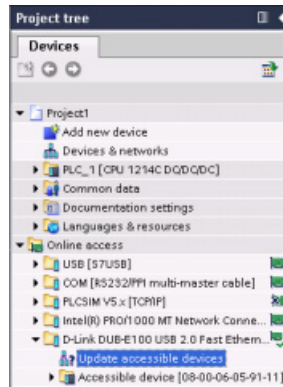 Project tree
Devices
Project1
Add new device
Devices & networks
PLC_1 [CPU 1214C DC/DC/DC]
Common data
Documentation settings
Languages & resources
Online access
USB [S7USB]
COM [RS232/PPI multi-master cable]
PLCSIM V5.x [TCP/IP]
Intel(R) PRO/1000 MT Network Conne...
D-Link DUB-E100 USB 2.0 Fast Ethern...
Update accessible devices
Accessible device [08-00-06-05-91-11]